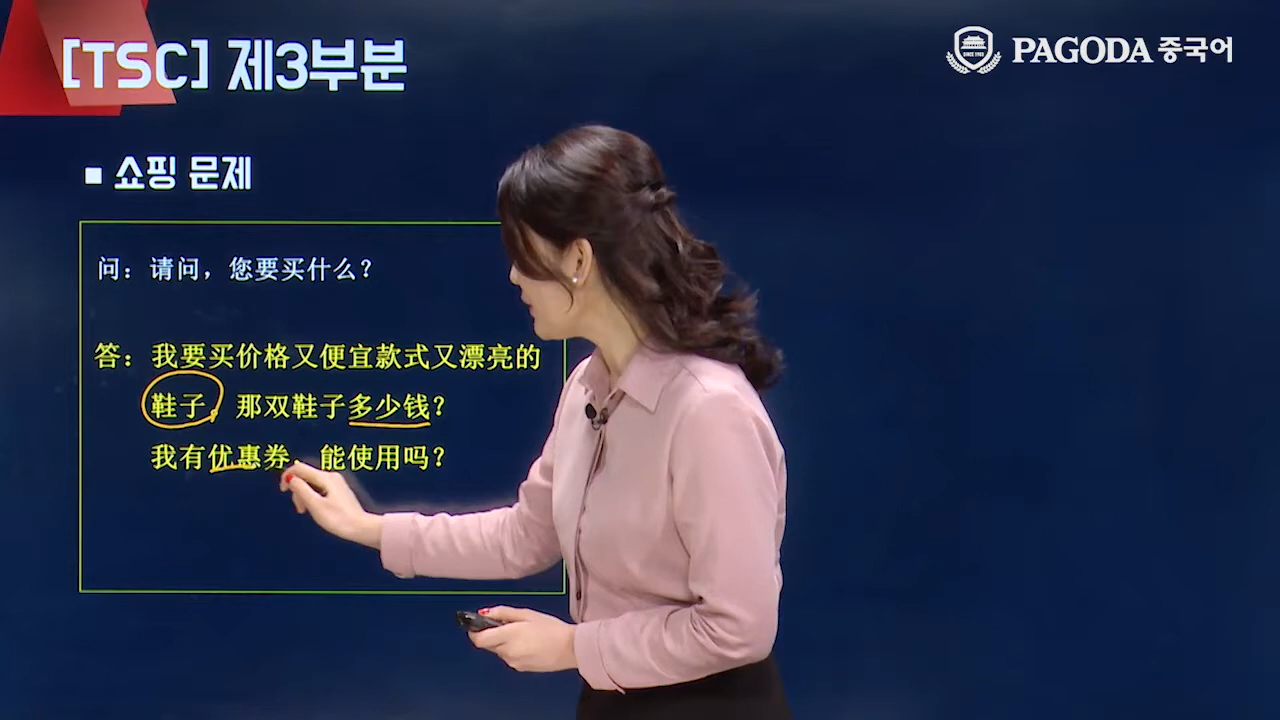 [TSC] 제3부분
PAGODA 중국어
SINCE 1969
■ 쇼핑 문제
问：请问，您要买什么？
答：我要买价格又便宜款式又漂亮的
鞋子，那双鞋子多少钱？
我有优惠券，能使用吗？